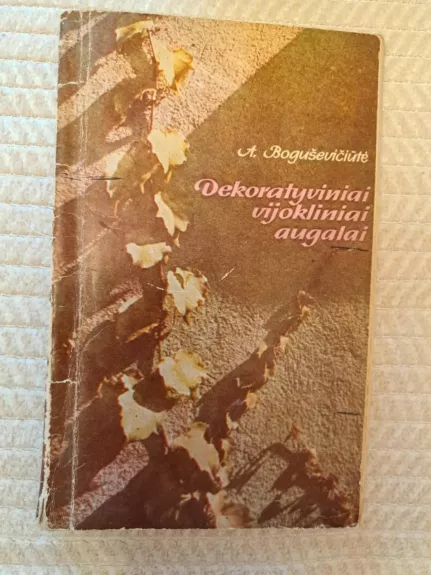 A. Boguševičiūtė
Dekoratyviniai
vijokliniai
augalai